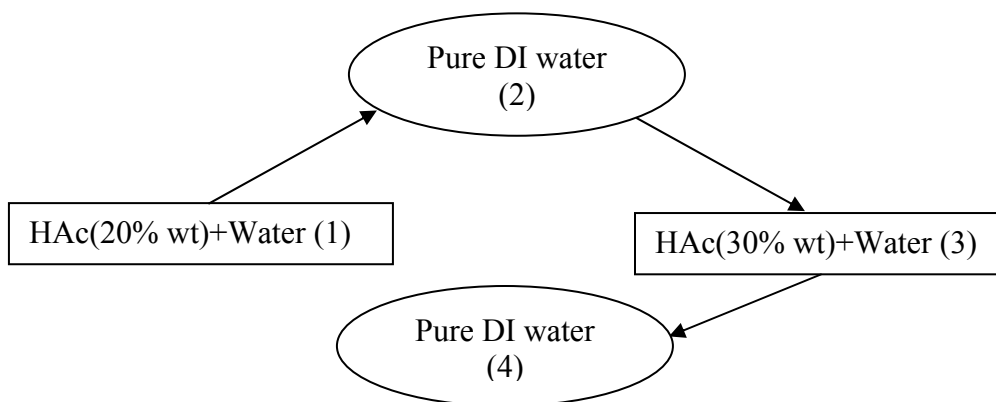 Pure DI water
(2)
HAc(20% wt)+Water (1)
HAc(30% wt)+Water (3)
Pure DI water
(4)